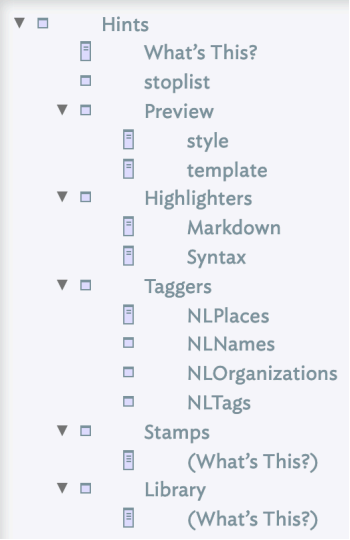 Hints
What's This?
stoplist
Preview
style
template
Highlighters
Markdown
Syntax
Taggers
NLPlaces
NLNames
NLOrganizations
NLTags
Stamps
(What's This?)
Library
(What's This?)